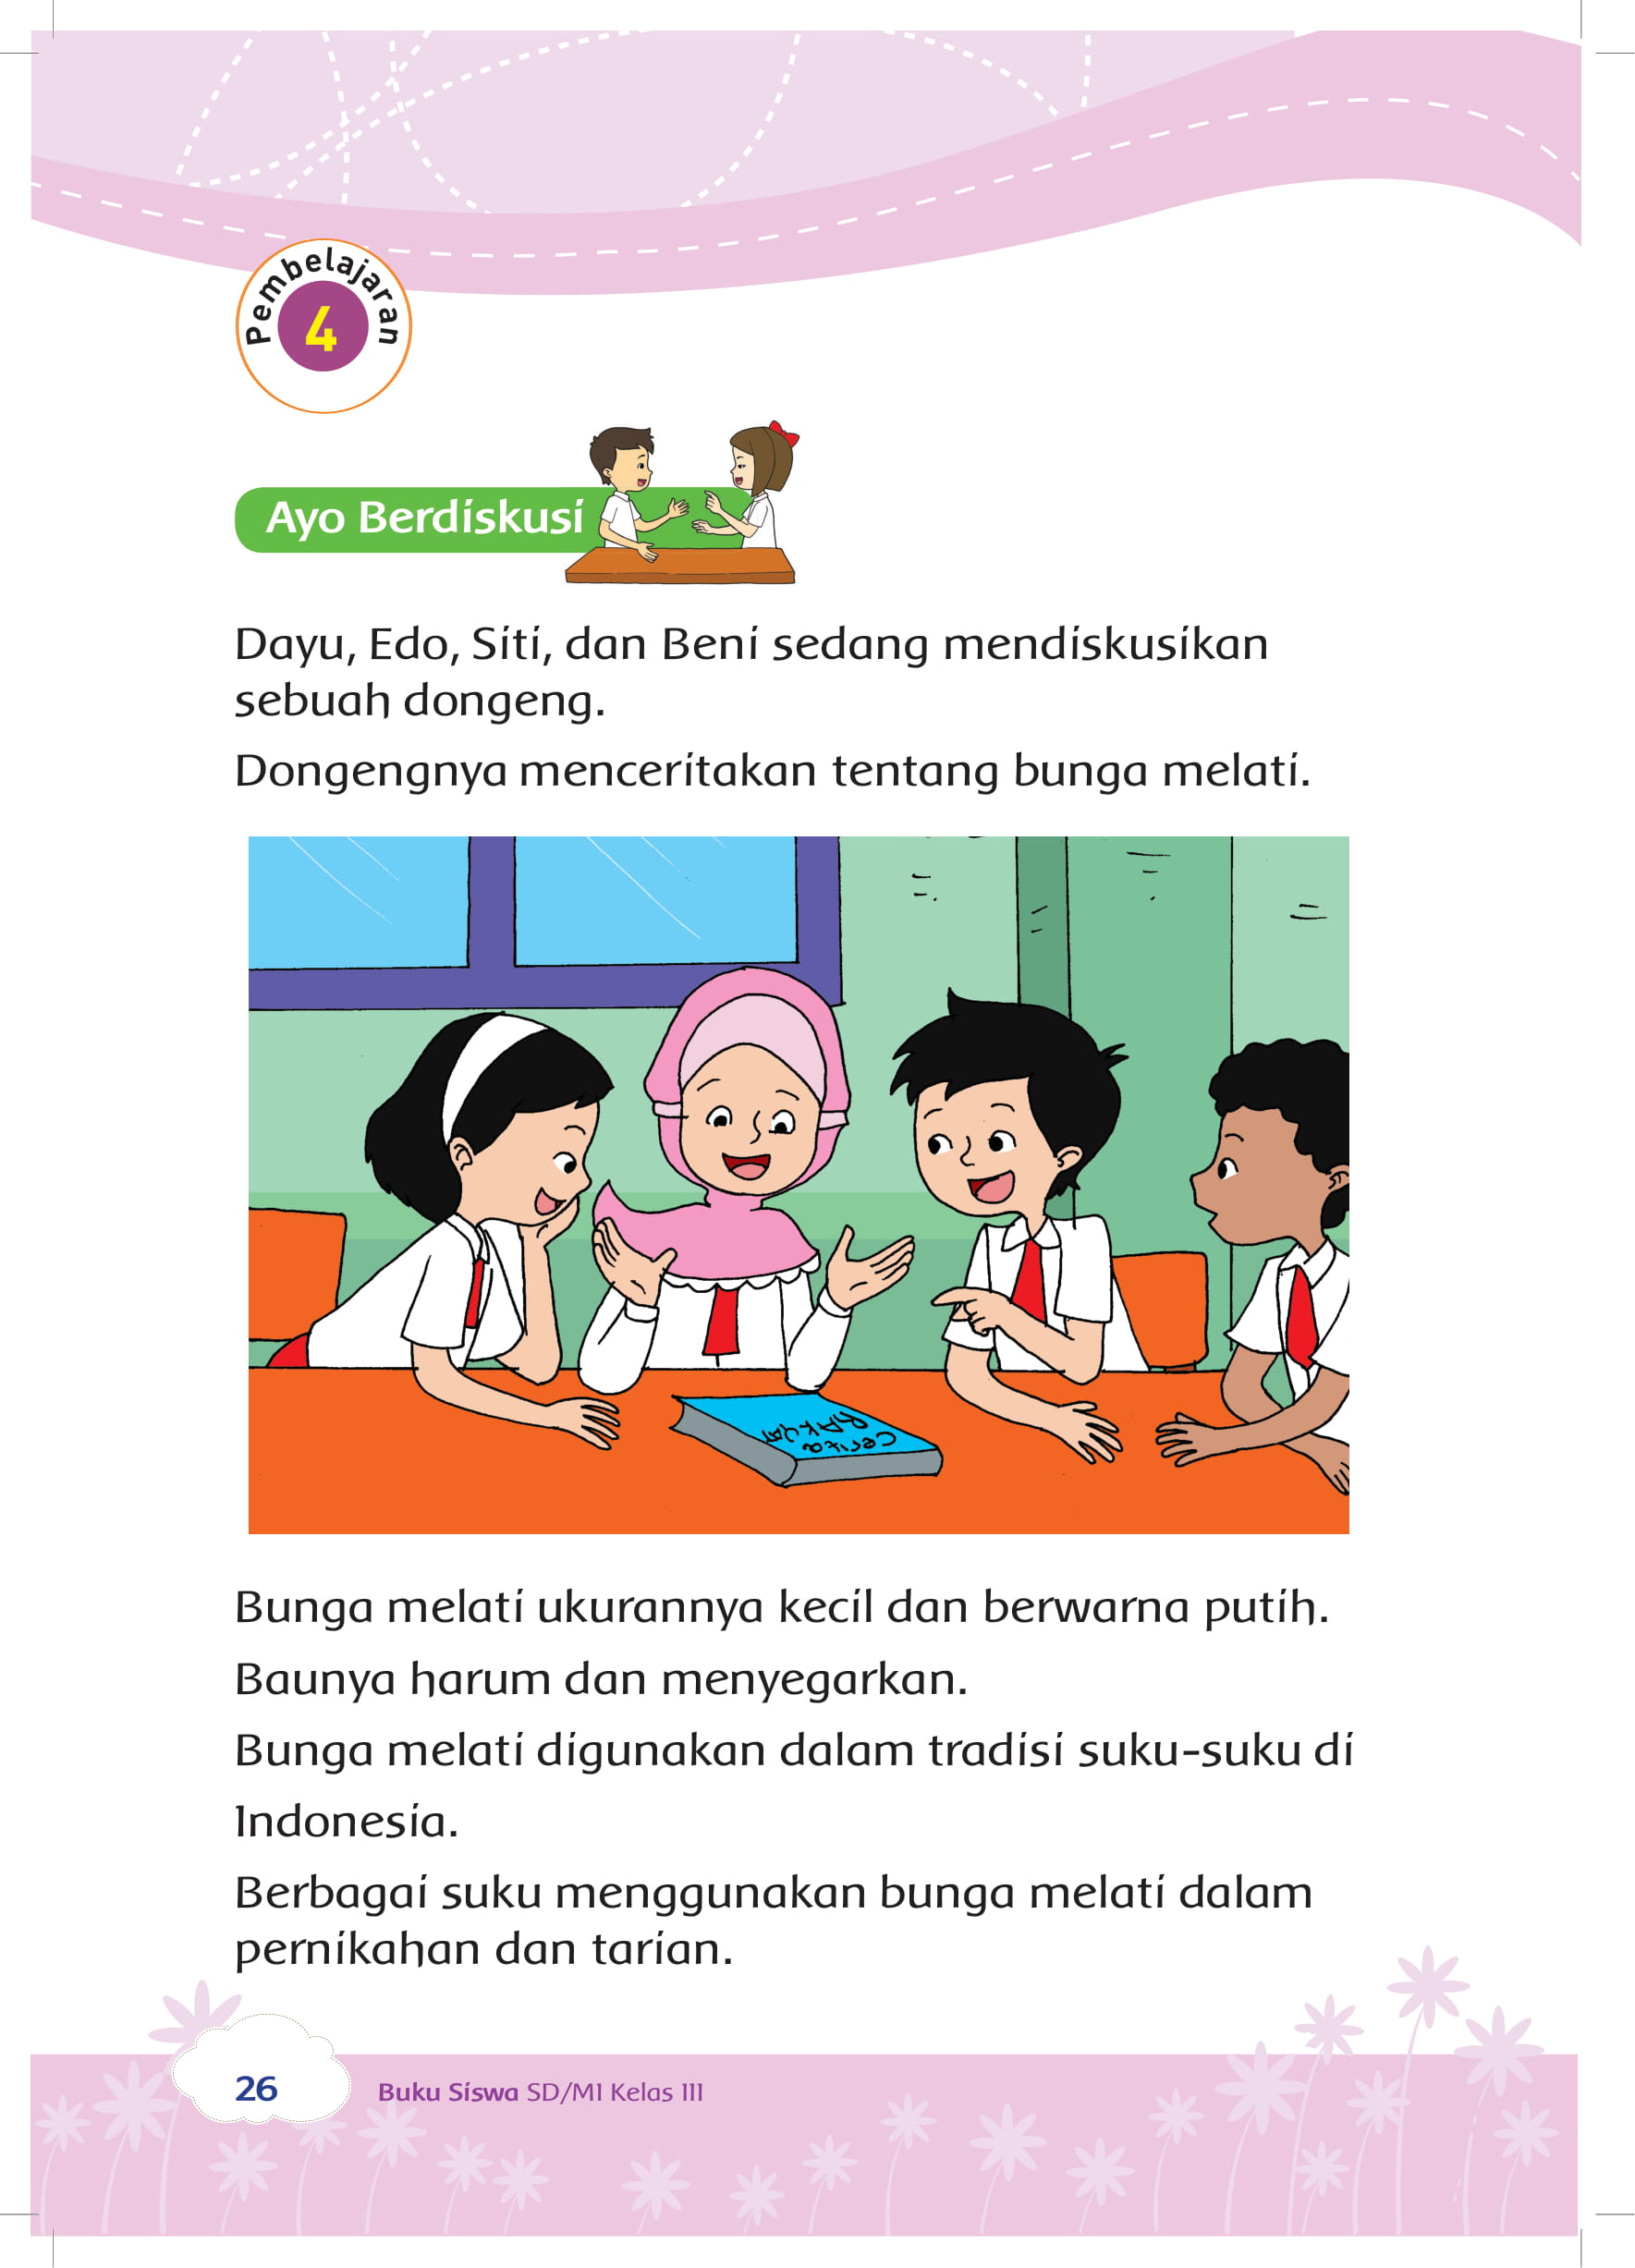 Pembelajaran
4
Ayo Berdiskusi
Dayu, Edo, Siti, dan Beni sedang mendiskusikan
sebuah dongeng.
Dongengnya menceritakan tentang bunga melati.
Cerita
RAKYAT
Bunga melati ukurannya kecil dan berwarna putih.
Baunya harum dan menyegarkan.
Bunga melati digunakan dalam tradisi suku-suku di
Indonesia.
Berbagai suku menggunakan bunga melati dalam
pernikahan dan tarian.
26
Buku Siswa SD/MI Kelas III